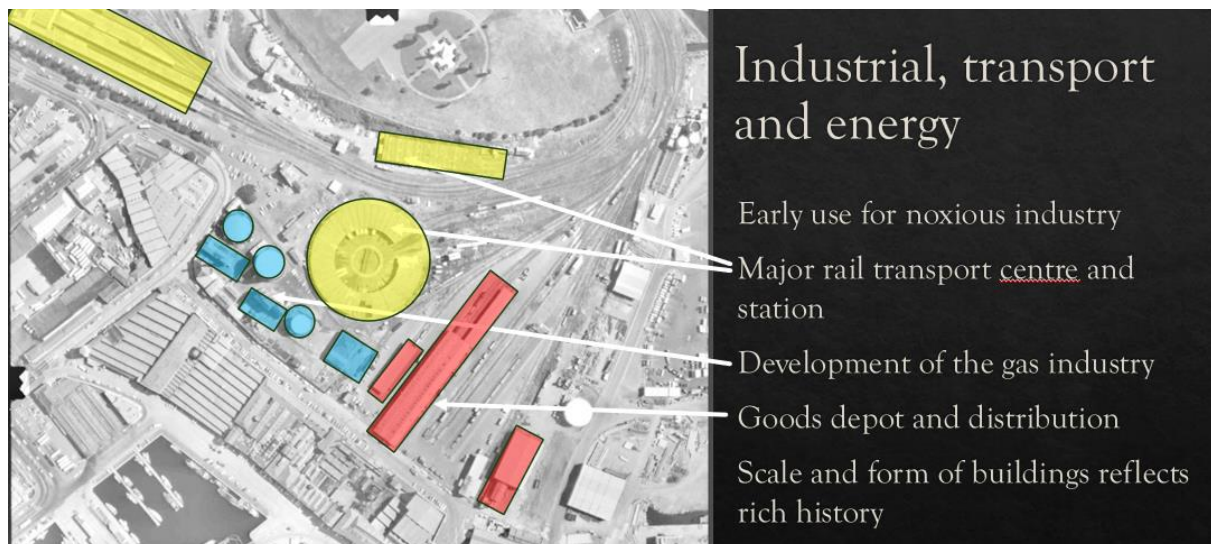 Industrial, transport
and energy
Early use for noxious industry
Major rail transport centre and
station
Development of the gas industry
Goods depot and distribution
Scale and form of buildings reflects
rich history